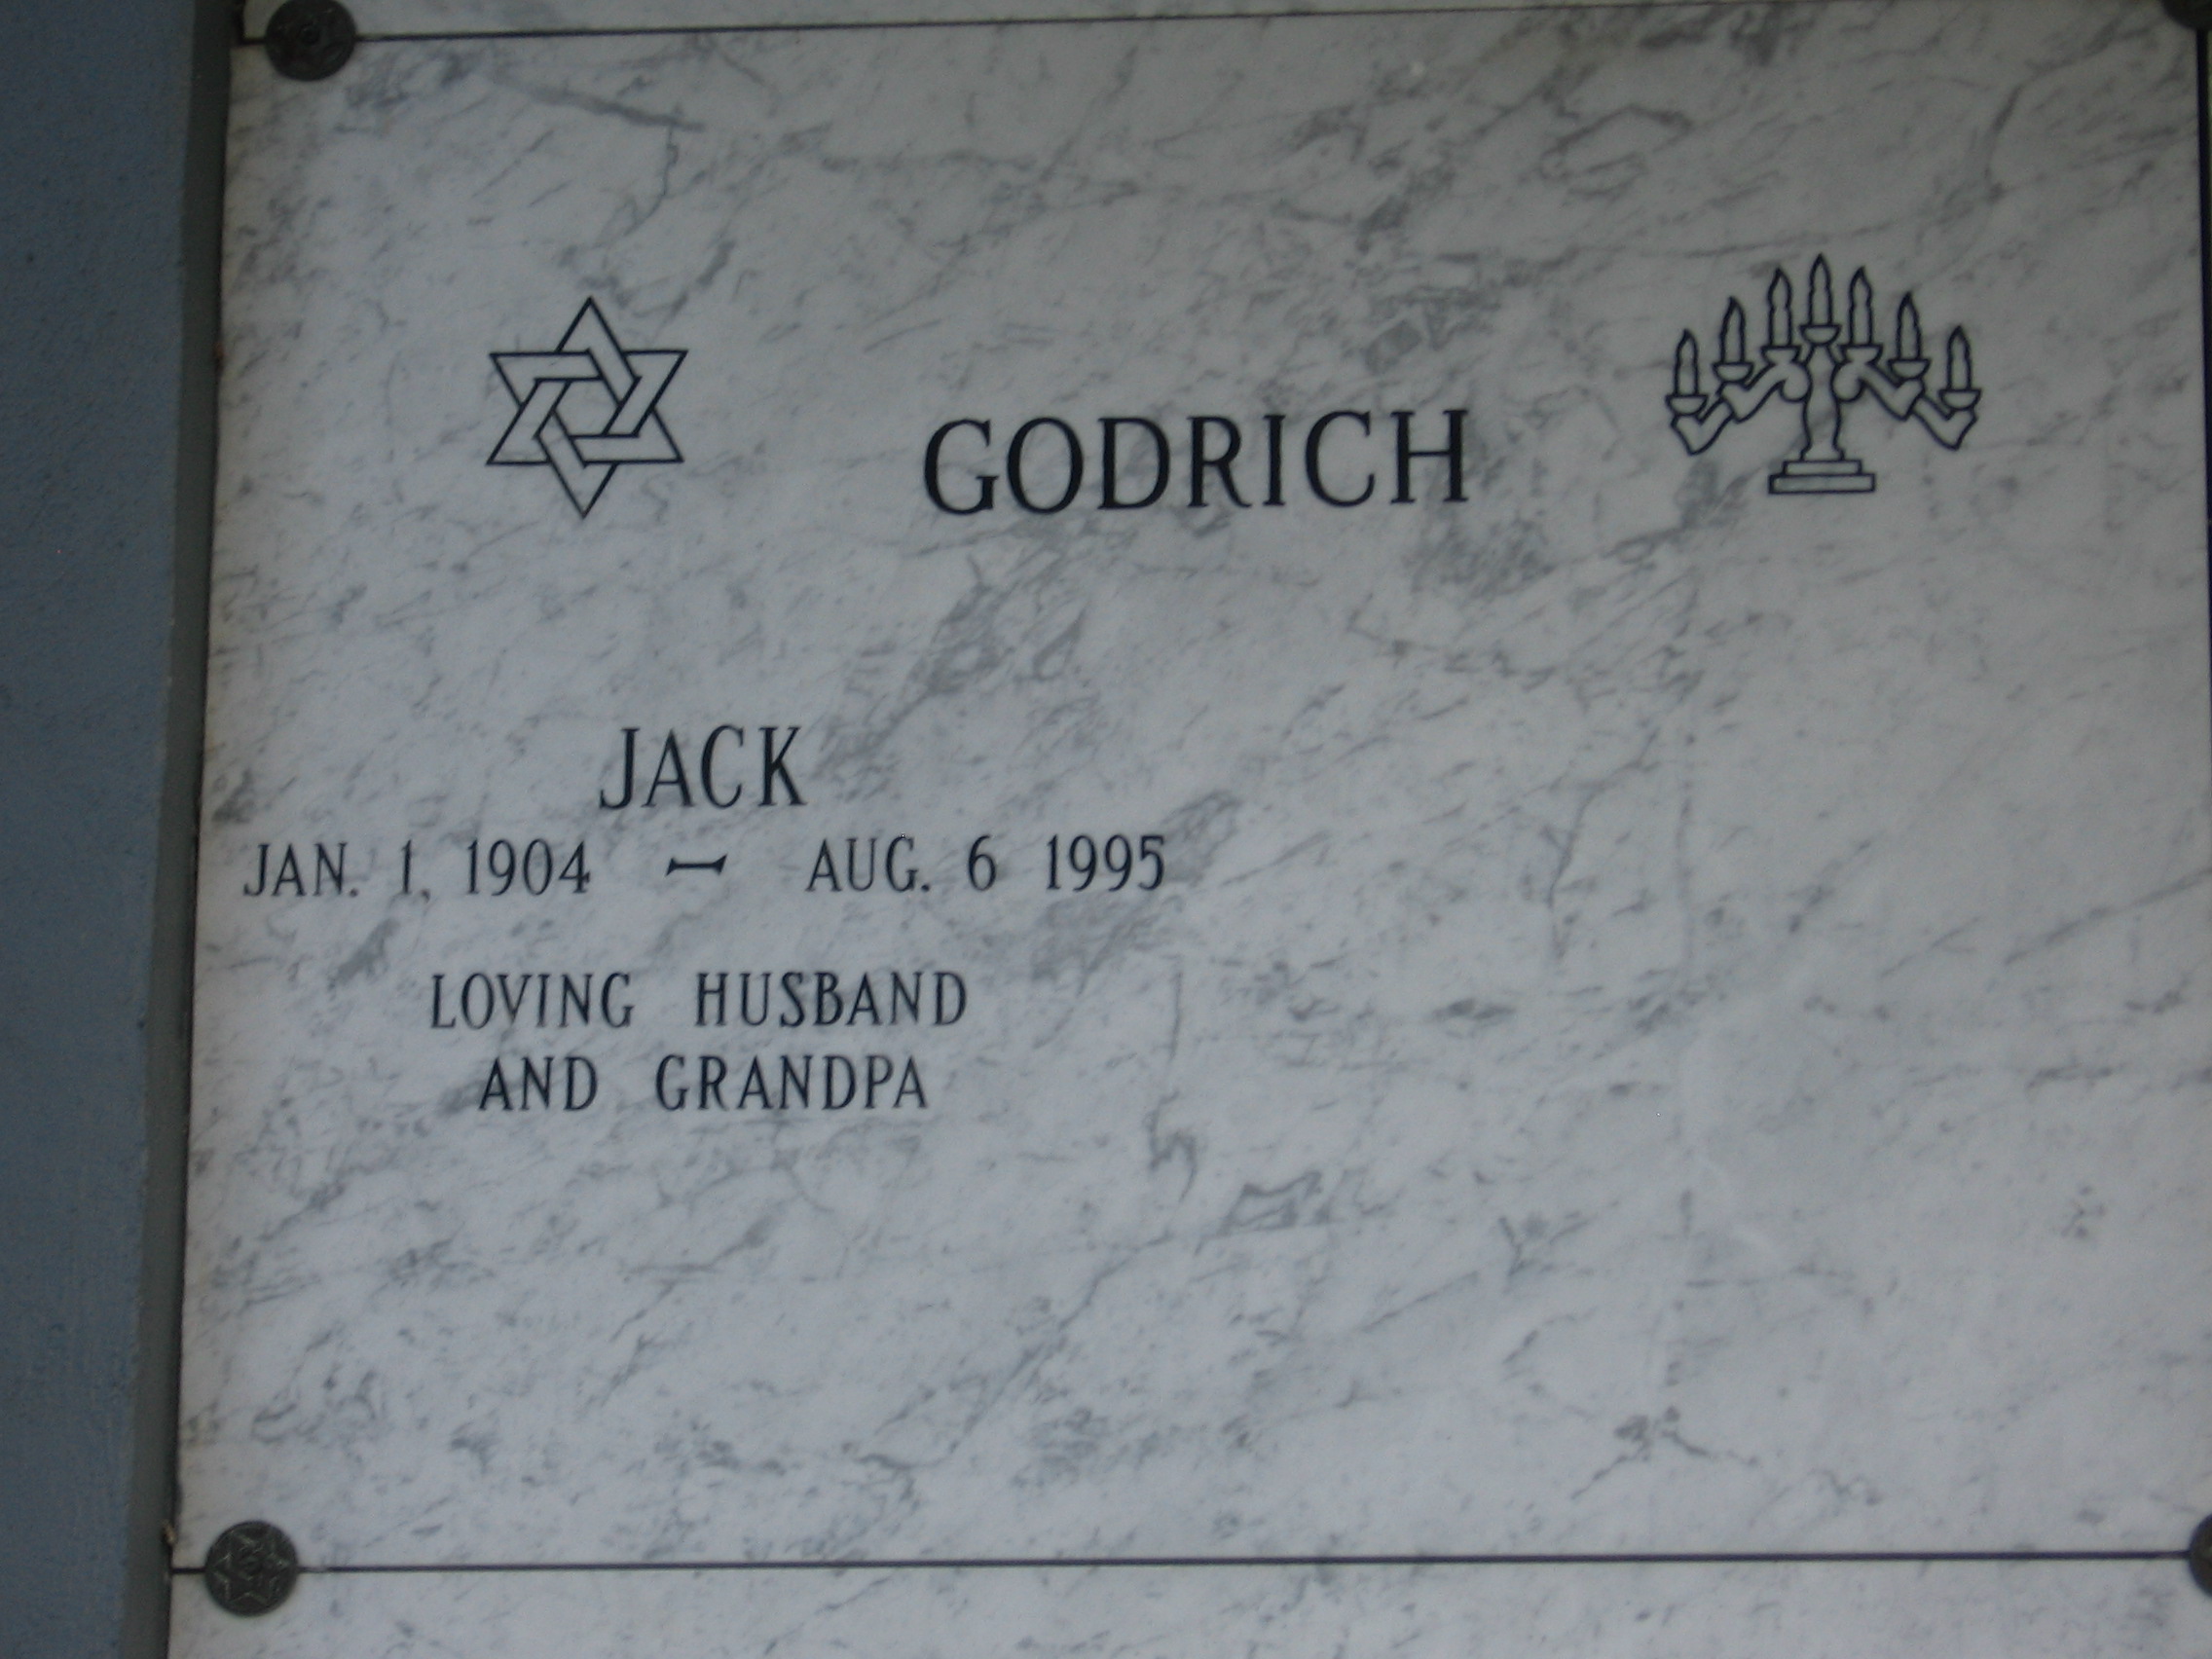 GODRICH
JACK
JAN. 1, 1904 — AUG. 6 1995
LOVING HUSBAND
AND GRANDPA